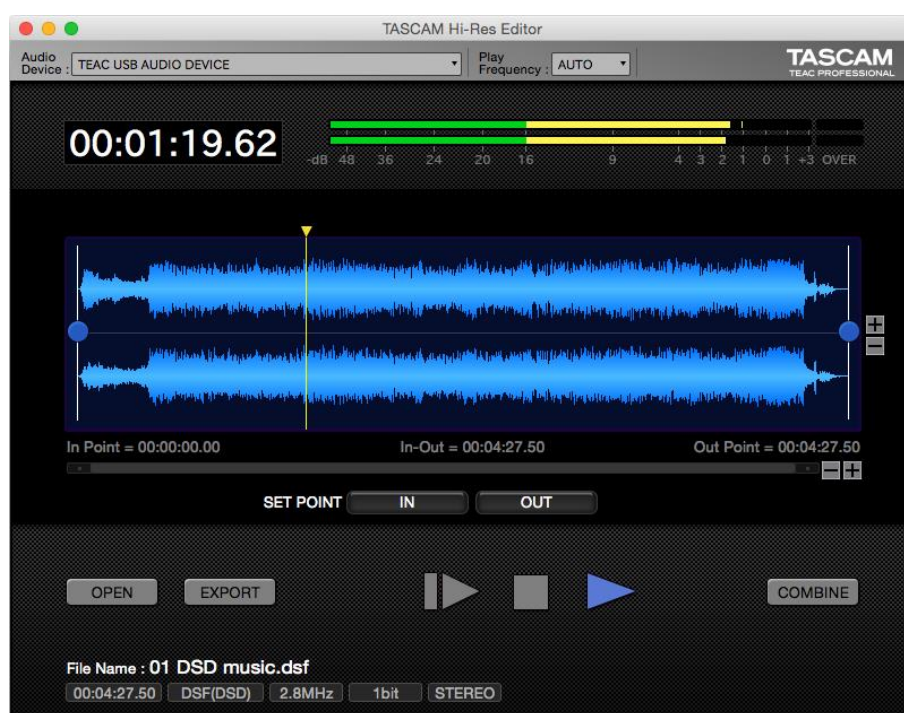 TASCAM Hi-Res Editor
Audio Device : TEAC USB AUDIO DEVICE
Play Frequency : AUTO
TASCAM
TEAC PROFESSIONAL
00:01:19.62
-dB 48 36 24 20 16 9 4 3 2 1 0 1 +3 OVER
In Point = 00:00:00.00 In-Out = 00:04:27.50 Out Point = 00:04:27.50
SET POINT IN OUT
OPEN EXPORT COMBINE
File Name : 01 DSD music.dsf
00:04:27.50 DSF(DSD) 2.8MHz 1bit STEREO